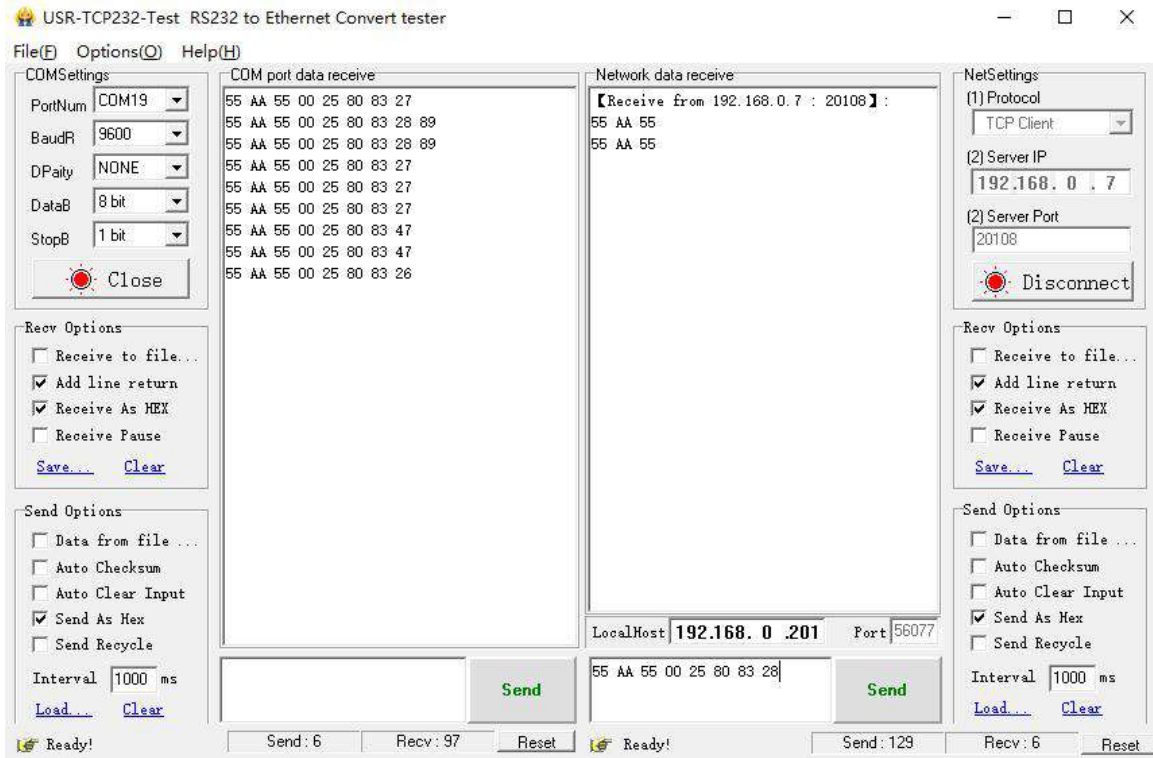 USR-TCP232-Test RS232 to Ethernet Convert tester
File(F) Options(O) Help(H)
COMSettings
PortNum COM19
BaudR 9600
DPaity NONE
DataB 8 bit
StopB 1 bit
Close
Recv Options
Receive to file...
Add line return
Receive As HEX
Receive Pause
Save... Clear
Send Options
Data from file ...
Auto Checksum
Auto Clear Input
Send As Hex
Send Recycle
Interval 1000 ms
Load... Clear
COM port data receive
55 AA 55 00 25 80 83 27
55 AA 55 00 25 80 83 28 89
55 AA 55 00 25 80 83 28 89
55 AA 55 00 25 80 83 27
55 AA 55 00 25 80 83 27
55 AA 55 00 25 80 83 27
55 AA 55 00 25 80 83 47
55 AA 55 00 25 80 83 47
55 AA 55 00 25 80 83 26
Send
Network data receive
【Receive from 192.168.0.7 : 20108】:
55 AA 55
55 AA 55
LocalHost 192.168. 0 .201 Port 56077
55 AA 55 00 25 80 83 28
Send
NetSettings
(1) Protocol
TCP Client
(2) Server IP
192.168. 0 . 7
(2) Server Port
20108
Disconnect
Recv Options
Receive to file...
Add line return
Receive As HEX
Receive Pause
Save... Clear
Send Options
Data from file ...
Auto Checksum
Auto Clear Input
Send As Hex
Send Recycle
Interval 1000 ms
Load... Clear
Ready! Send : 6 Recv : 97 Reset
Ready! Send : 129 Recv : 6 Reset